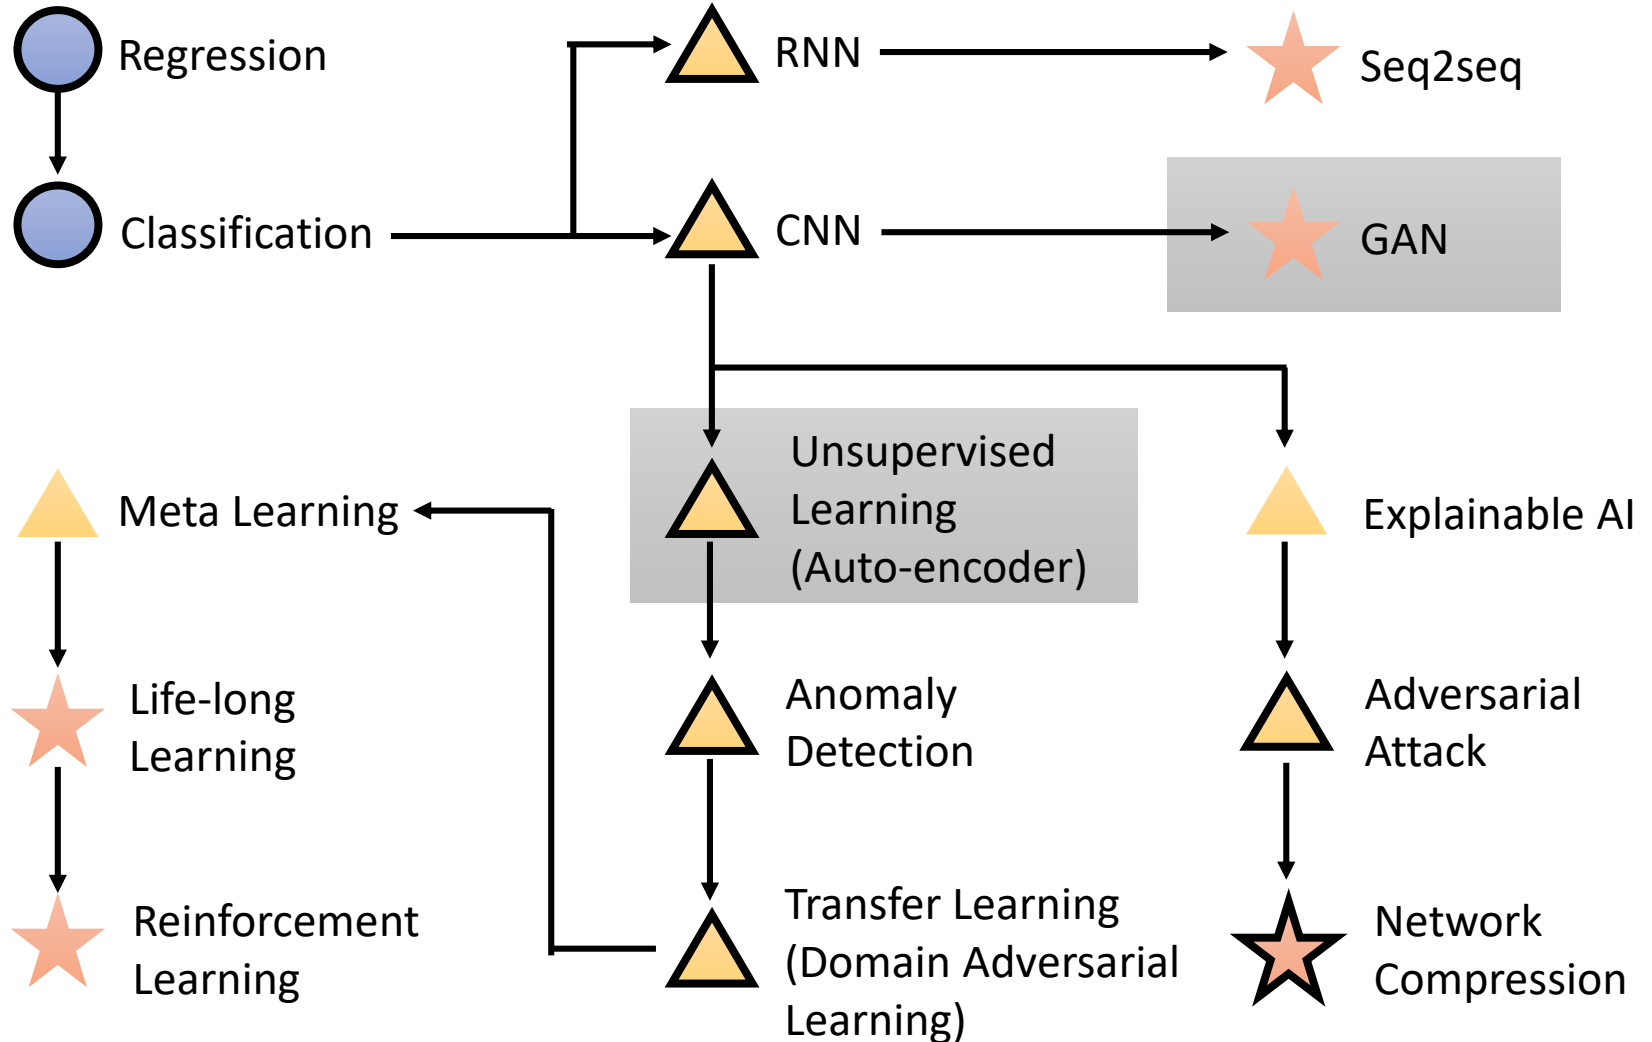 Regression
RNN
Seq2seq
Classification
CNN
GAN
Unsupervised
Learning
(Auto-encoder)
Meta Learning
Explainable AI
Life-long
Learning
Anomaly
Detection
Adversarial
Attack
Reinforcement
Learning
Transfer Learning
(Domain Adversarial
Learning)
Network
Compression